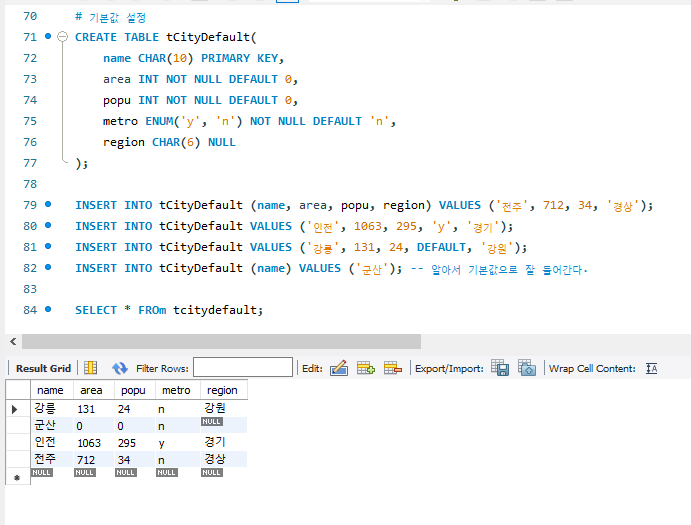 70 # 기본값 설정
71 CREATE TABLE tCityDefault(
72 name CHAR(10) PRIMARY KEY,
73 area INT NOT NULL DEFAULT 0,
74 popu INT NOT NULL DEFAULT 0,
75 metro ENUM('y', 'n') NOT NULL DEFAULT 'n',
76 region CHAR(6) NULL
77 );
78
79 INSERT INTO tCityDefault (name, area, popu, region) VALUES ('전주', 712, 34, '경상');
80 INSERT INTO tCityDefault VALUES ('인전', 1063, 295, 'y', '경기');
81 INSERT INTO tCityDefault VALUES ('강릉', 131, 24, DEFAULT, '강원');
82 INSERT INTO tCityDefault (name) VALUES ('군산'); -- 알아서 기본값으로 잘 들어간다.
83
84 SELECT * FROm tcitydefault;
Result Grid Filter Rows: Edit: Export/Import: Wrap Cell Content:
name area popu metro region
강릉 131 24 n 강원
군산 0 0 n NULL
인전 1063 295 y 경기
전주 712 34 n 경상
NULL NULL NULL NULL NULL